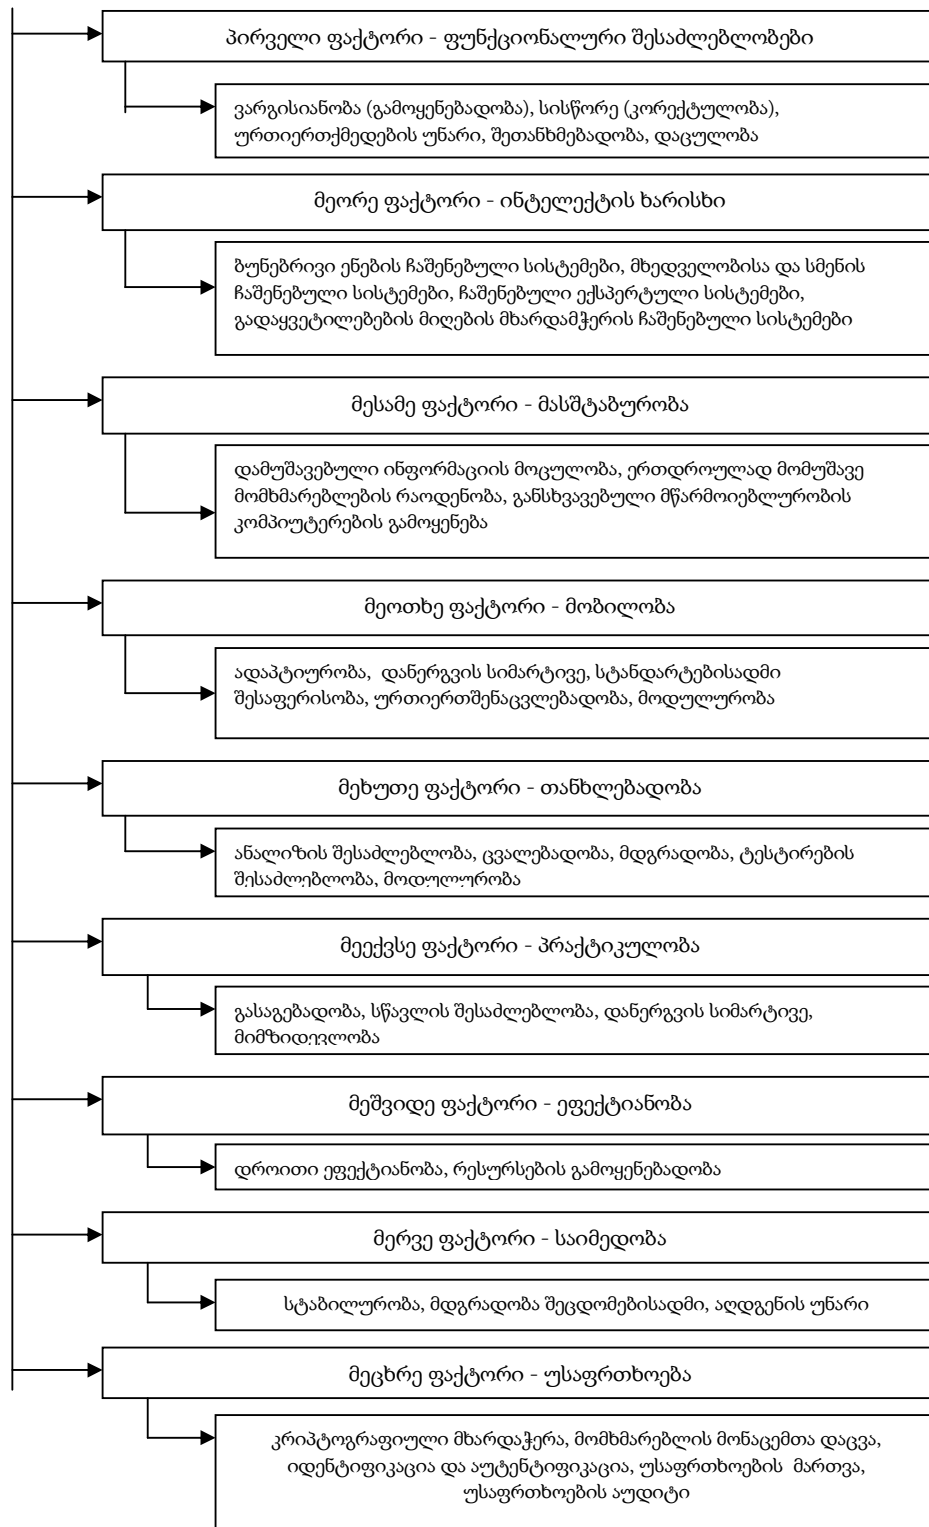 პირველი ფაქტორი - ფუნქციონალური შესაძლებლობები
ვარგისიანობა (გამოყენებადობა), სისწორე (კორექტულობა),
ურთიერთქმედების უნარი, შეთანხმებადობა, დაცულობა
მეორე ფაქტორი - ინტელექტის ხარისხი
ბუნებრივი ენების ჩაშენებული სისტემები, მხედველობისა და სმენის
ჩაშენებული სისტემები, ჩაშენებული ექსპერტული სისტემები,
გადაყვეტილებების მიღების მხარდამჭერის ჩაშენებული სისტემები
მესამე ფაქტორი - მასშტაბურობა
დამუშავებული ინფორმაციის მოცულობა, ერთდროულად მომუშავე
მომხმარებლების რაოდენობა, განსხვავებული მწარმოიებლურობის
კომპიუტერების გამოყენება
მეოთხე ფაქტორი - მობილობა
ადაპტიურობა, დანერგვის სიმარტივე, სტანდარტებისადმი
შესაფერისობა, ურთიერთშენაცვლებადობა, მოდულურობა
მეხუთე ფაქტორი - თანხლებადობა
ანალიზის შესაძლებლობა, ცვალებადობა, მდგრადობა, ტესტირების
შესაძლებლობა, მოდულურობა
მეექვსე ფაქტორი - პრაქტიკულობა
გასაგებადობა, სწავლის შესაძლებლობა, დანერგვის სიმარტივე,
მიმზიდევლობა
მეშვიდე ფაქტორი - ეფექტიანობა
დროითი ეფექტიანობა, რესურსების გამოყენებადობა
მერვე ფაქტორი - საიმედობა
სტაბილურობა, მდგრადობა შეცდომებისადმი, აღდგენის უნარი
მეცხრე ფაქტორი - უსაფრთხოება
კრიპტოგრაფიული მხარდაჭერა, მომხმარებლის მონაცემთა დაცვა,
იდენტიფიკაცია და აუტენტიფიკაცია, უსაფრთხოების მართვა,
უსაფრთხოების აუდიტი